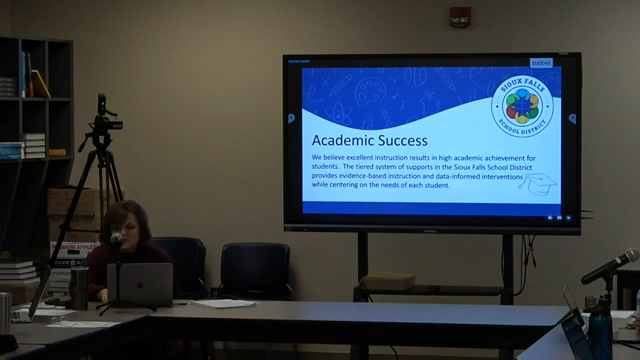 SIOUX FALLS
SCHOOL DISTRICT
Academic Success
We believe excellent instruction results in high academic achievement for
students. The tiered system of supports in the Sioux Falls School District
provides evidence-based instruction and data-informed interventions
while centering on the needs of each student.